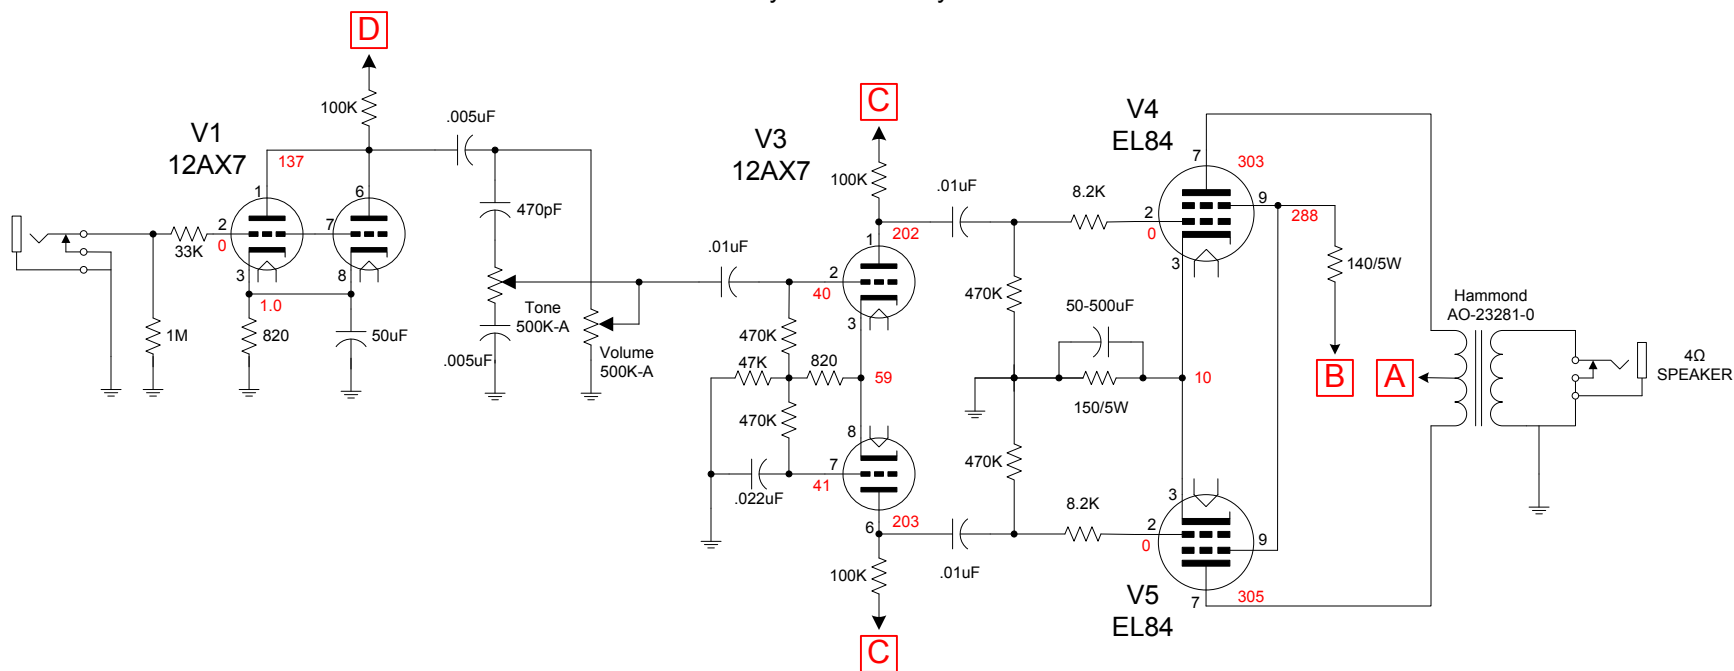 D
100K
V1
12AX7
137
1
6
2
0
7
33K
3
8
1.0
1M
820
50uF
.005uF
470pF
Tone
500K-A
.005uF
Volume
500K-A
.01uF
C
V3
12AX7
100K
1
202
2
40
3
470K
47K
820
59
470K
8
7
41
.022uF
6
203
100K
C
.01uF
8.2K
470K
50-500uF
150/5W
10
470K
8.2K
.01uF
V4
EL84
7
303
2
0
9
288
3
140/5W
B
A
3
2
0
9
7
305
V5
EL84
Hammond
AO-23281-0
4Ω
SPEAKER